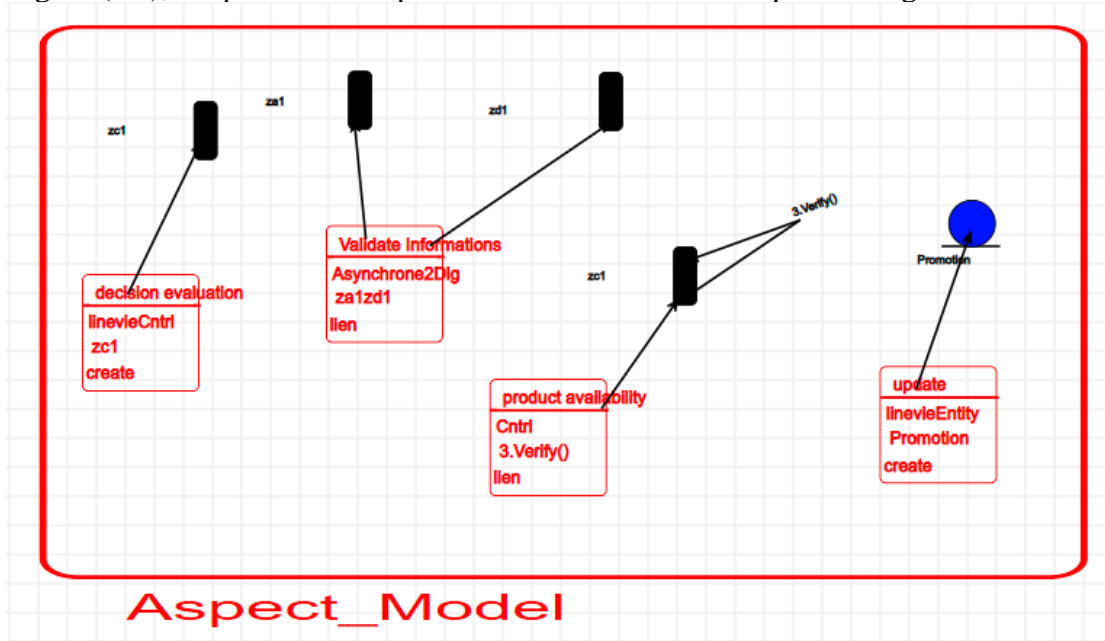 za1
zd1
zc1
3.Verify()
Validate Informations
Asynchrone2Dlg
za1zd1
lien
Promotion
zc1
decision evaluation
linevieCntrl
zc1
create
product availability
Cntrl
3.Verify()
lien
update
linevieEntity
Promotion
create
Aspect_Model